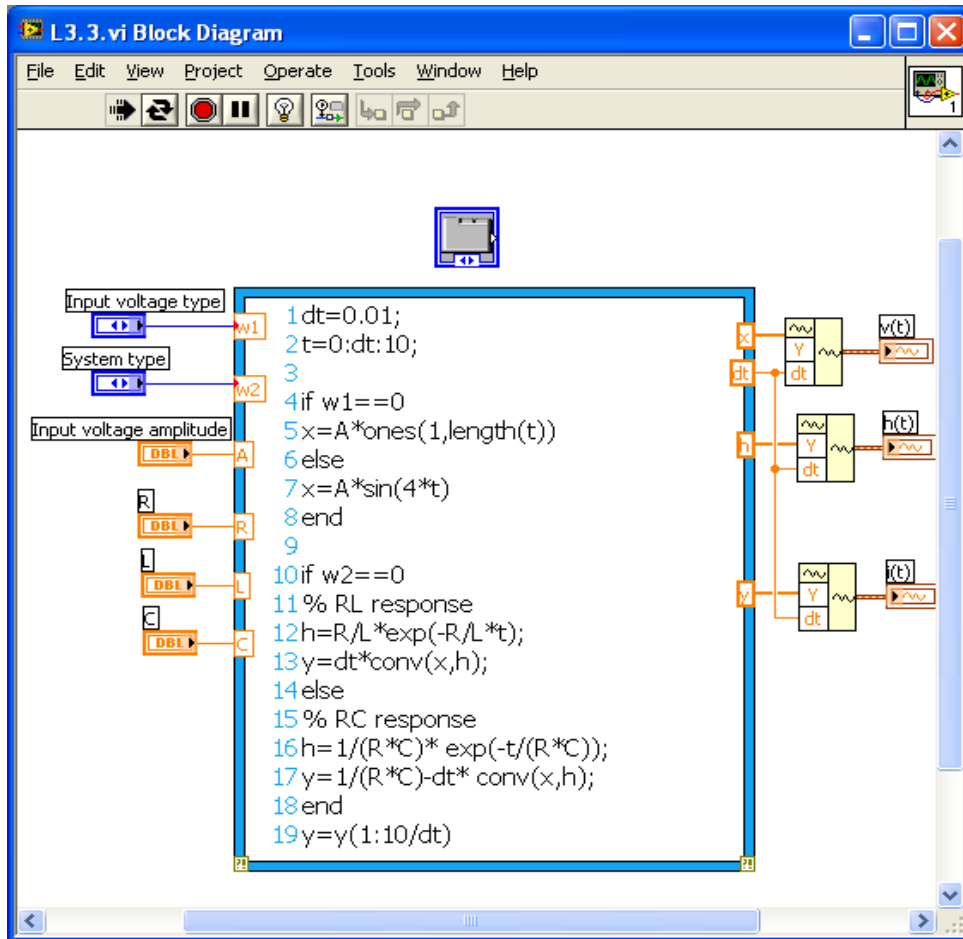 L3.3.vi Block Diagram
File Edit View Project Operate Tools Window Help
1
Input voltage type
System type
Input voltage amplitude
DBL
R
DBL
L
DBL
C
DBL
w1
w2
A
R
L
C
1 dt=0.01;
2 t=0:dt:10;
3
4 if w1==0
5 x=A*ones(1,length(t))
6 else
7 x=A*sin(4*t)
8 end
9
10 if w2==0
11 % RL response
12 h=R/L*exp(-R/L*t);
13 y=dt*conv(x,h);
14 else
15 % RC response
16 h=1/(R*C)* exp(-t/(R*C));
17 y=1/(R*C)-dt* conv(x,h);
18 end
19 y=y(1:10/dt)
x
dt
h
y
Y
dt
v(t)
Y
dt
h(t)
Y
dt
i(t)
?!
?!